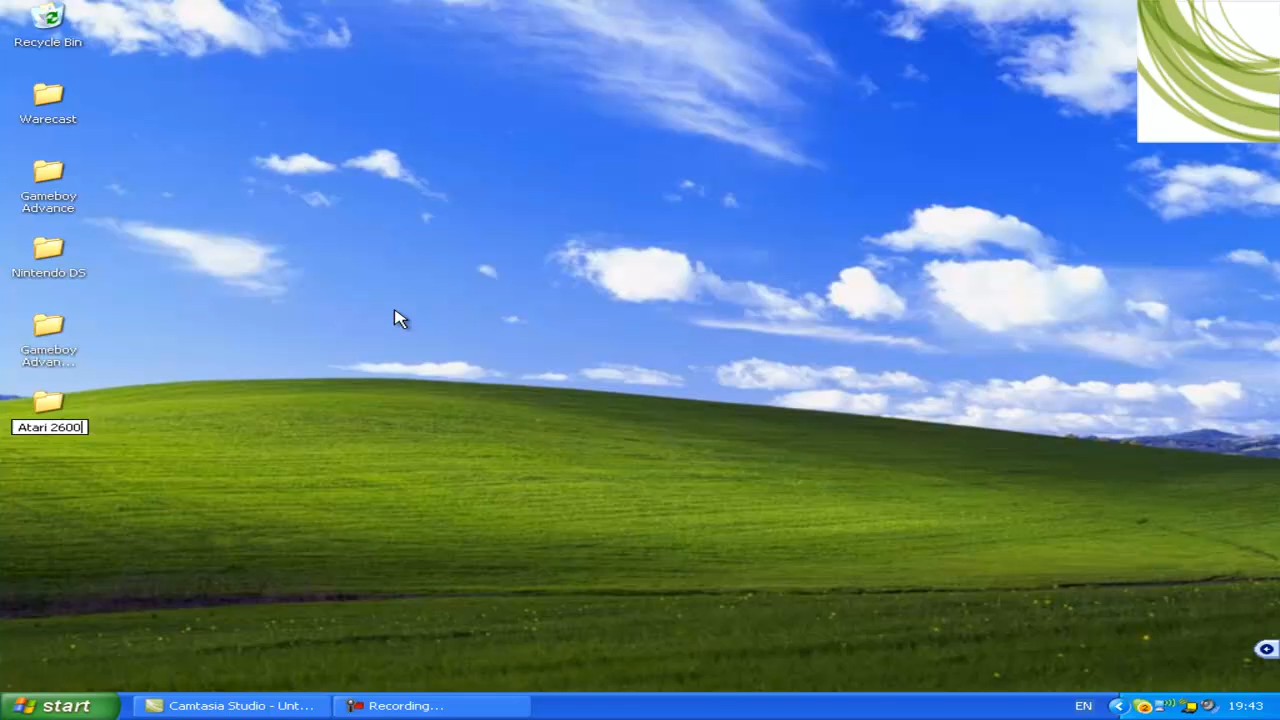 Recycle Bin
Warecast
Gameboy
Advance
Nintendo DS
Gameboy
Advan...
Atari 2600
start
Camtasia Studio - Unt...
Recording...
EN
19:43